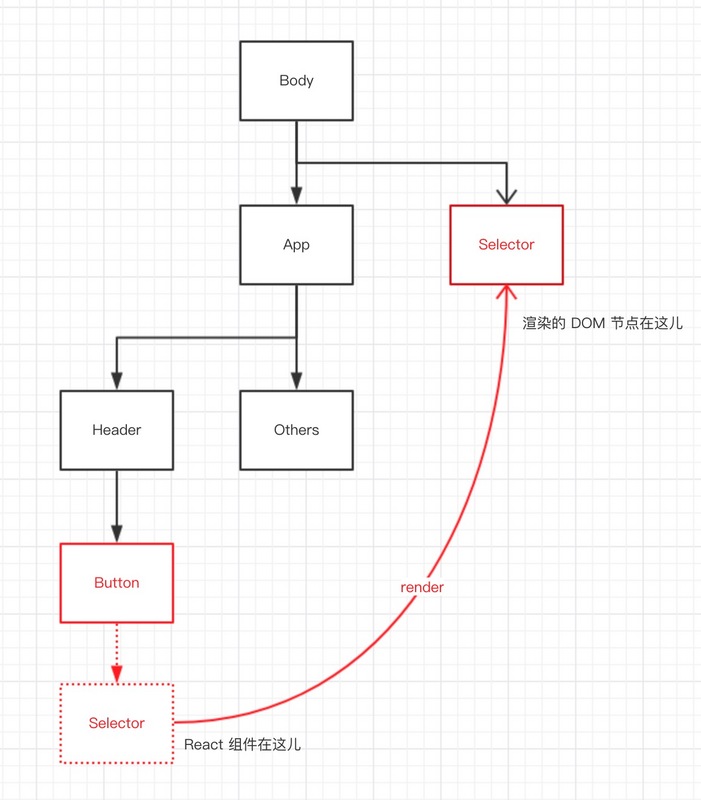 Body
App
Selector
渲染的 DOM 节点在这儿
Header
Others
Button
render
Selector
React 组件在这儿